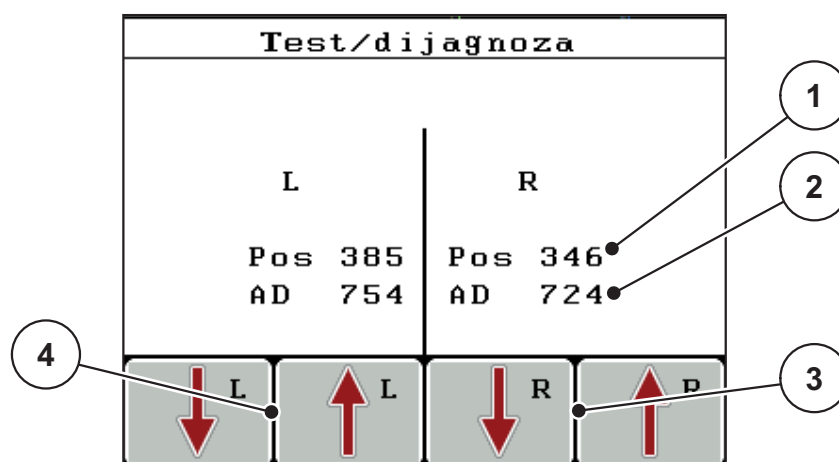 Test/dijagnoza
1
L R
2
Pos 385 Pos 346
AD 754 AD 724
4
L L R R
3